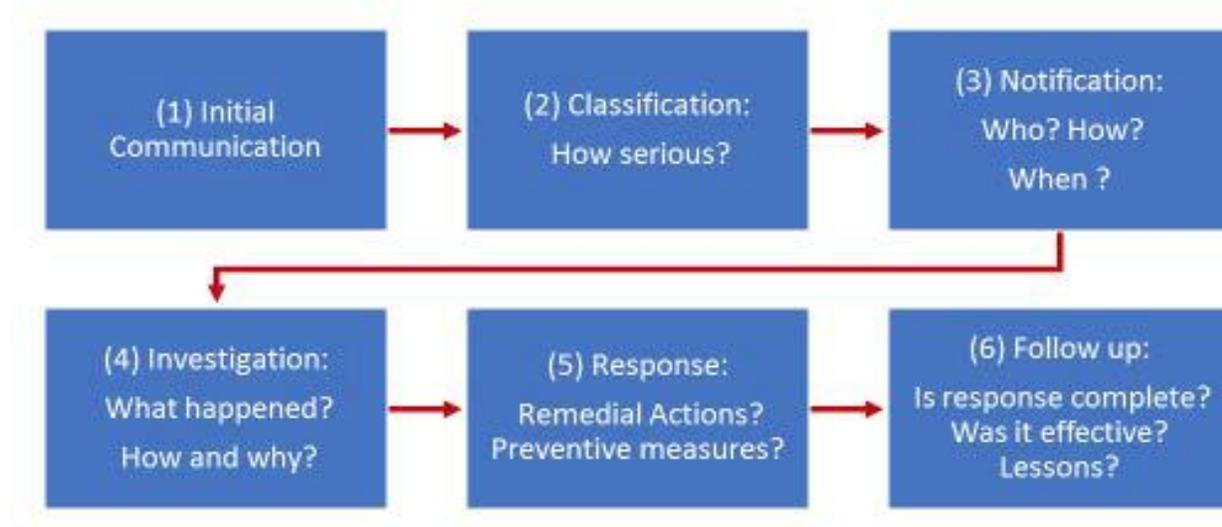 (1) Initial
Communication
(2) Classification:
How serious?
(3) Notification:
Who? How?
When ?
(4) Investigation:
What happened?
How and why?
(5) Response:
Remedial Actions?
Preventive measures?
(6) Follow up:
Is response complete?
Was it effective?
Lessons?